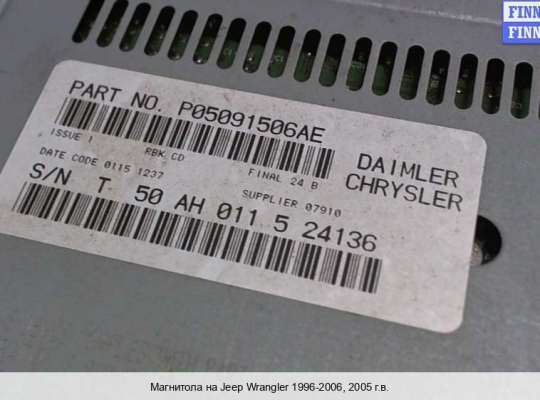 FINN
FINN
PART NO. P05091506AE
ISSUE 1 RBK CD FINAL 24 B
DAIMLER
CHRYSLER
DATE CODE 0115 1237 SUPPLIER 07910
S/N T 50 AH 011 5 24136
Магнитола на Jeep Wrangler 1996-2006, 2005 г.в.